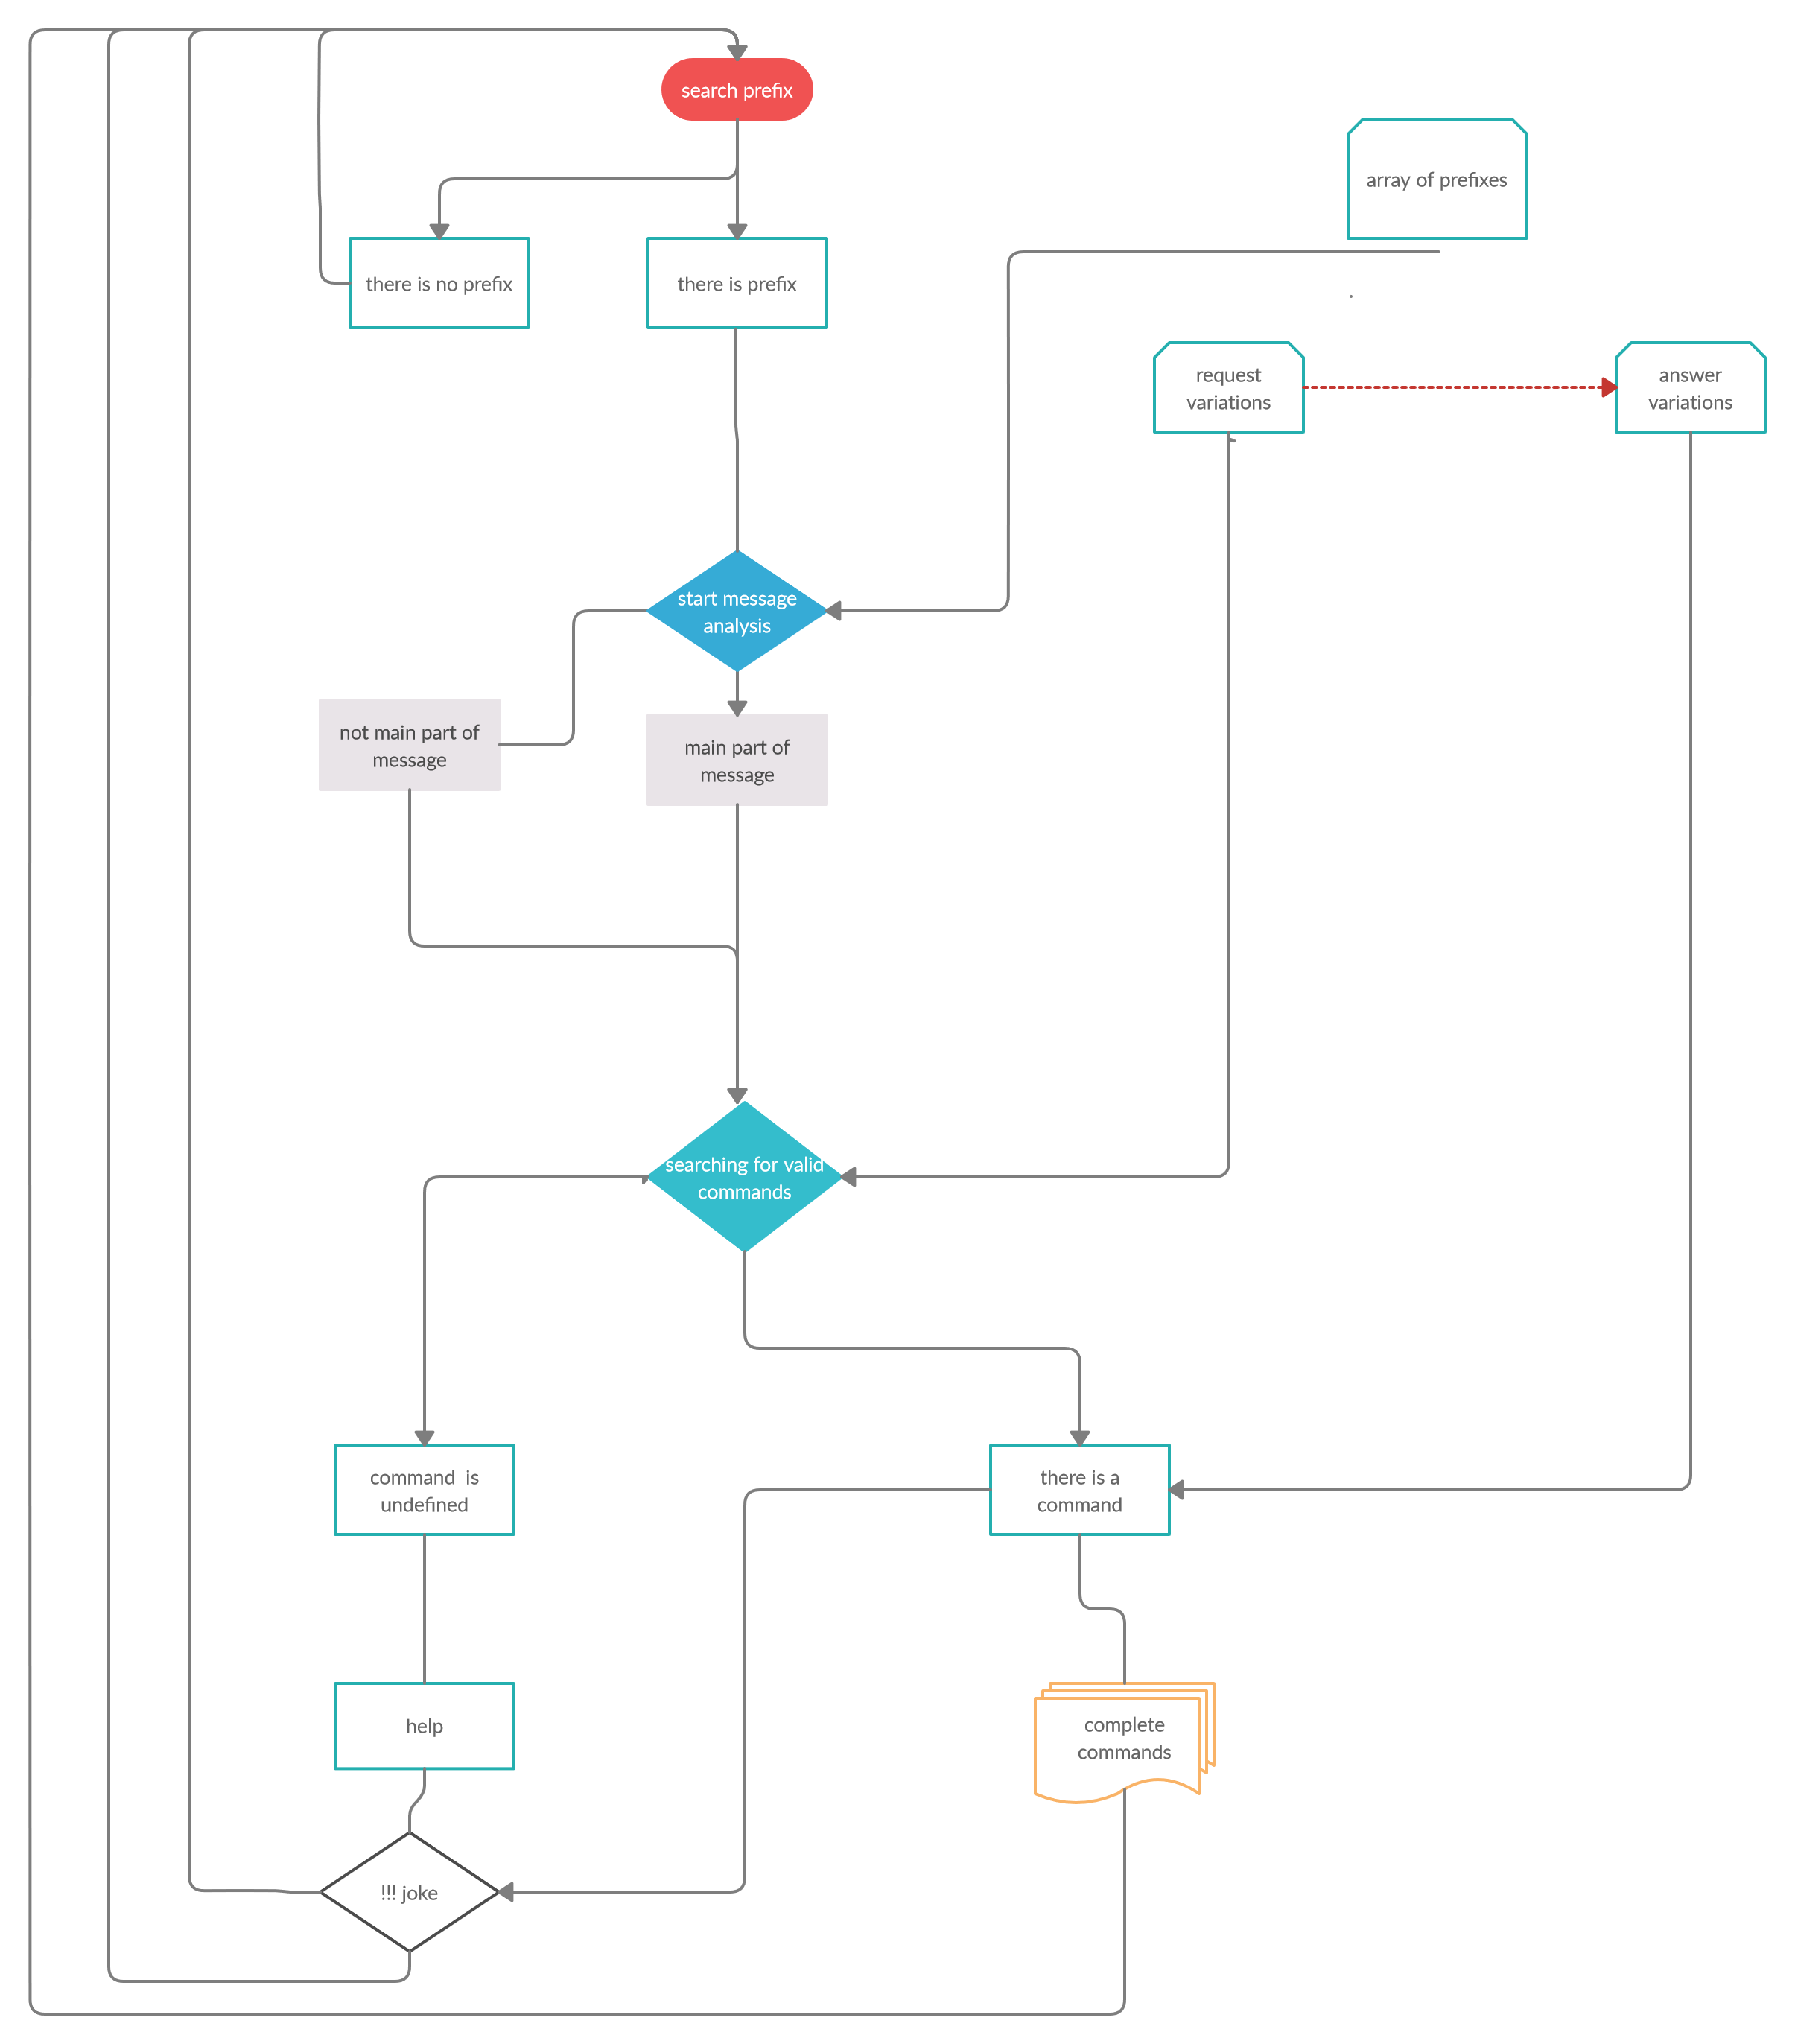 search prefix
array of prefixes
there is no prefix
there is prefix
request
variations
answer
variations
start message
analysis
not main part of
message
main part of
message
searching for valid
commands
command  is
undefined
there is a
command
help
complete
commands
!!! joke